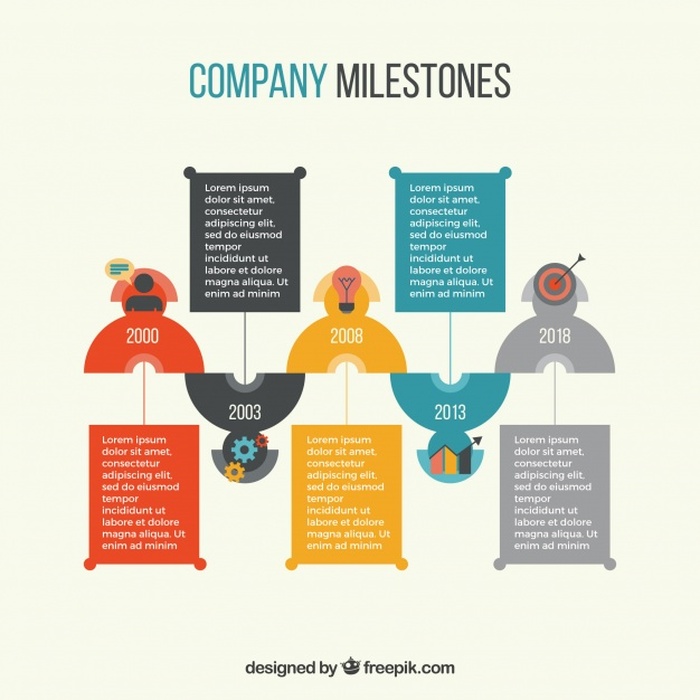 COMPANY MILESTONES
Lorem ipsum
dolor sit amet,
consectetur
adipiscing elit,
sed do eiusmod
tempor
incididunt ut
labore et dolore
magna aliqua. Ut
enim ad minim
Lorem ipsum
dolor sit amet,
consectetur
adipiscing elit,
sed do eiusmod
tempor
incididunt ut
labore et dolore
magna aliqua. Ut
enim ad minim
2000
2008
2018
2003
2013
Lorem ipsum
dolor sit amet,
consectetur
adipiscing elit,
sed do eiusmod
tempor
incididunt ut
labore et dolore
magna aliqua. Ut
enim ad minim
Lorem ipsum
dolor sit amet,
consectetur
adipiscing elit,
sed do eiusmod
tempor
incididunt ut
labore et dolore
magna aliqua. Ut
enim ad minim
Lorem ipsum
dolor sit amet,
consectetur
adipiscing elit,
sed do eiusmod
tempor
incididunt ut
labore et dolore
magna aliqua. Ut
enim ad minim
designed by freepik.com